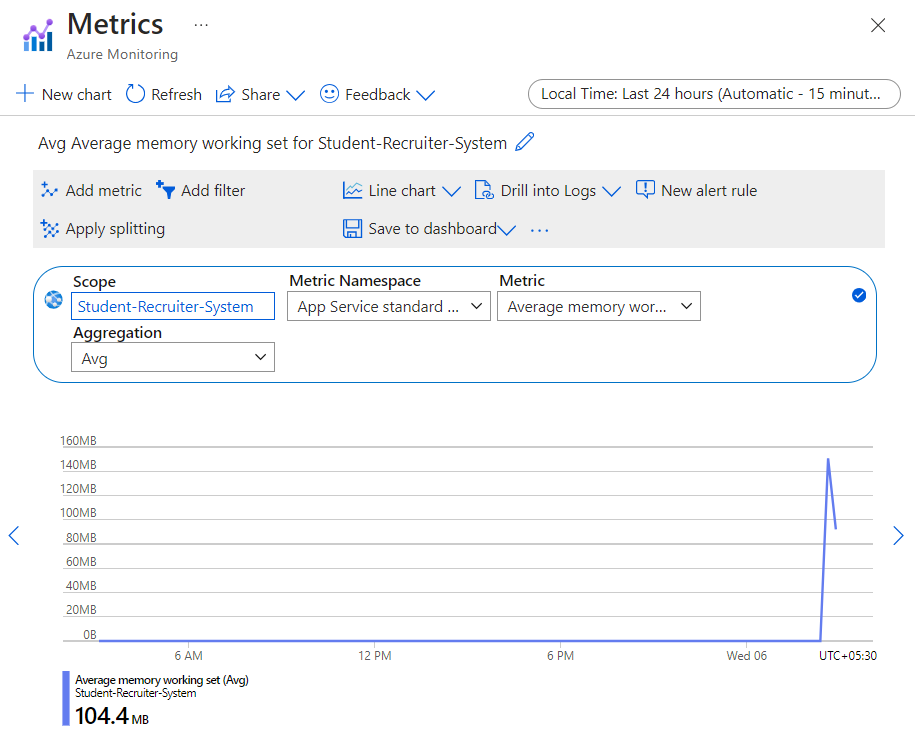 Metrics ...
Azure Monitoring
New chart Refresh Share Feedback Local Time: Last 24 hours (Automatic - 15 minut...
Avg Average memory working set for Student-Recruiter-System
Add metric Add filter Line chart Drill into Logs New alert rule
Apply splitting Save to dashboard ...
Scope Metric Namespace Metric
Student-Recruiter-System App Service standard ... Average memory wor...
Aggregation
Avg
160MB
140MB
120MB
100MB
80MB
60MB
40MB
20MB
0B
6 AM 12 PM 6 PM Wed 06 UTC+05:30
Average memory working set (Avg)
Student-Recruiter-System
104.4 MB